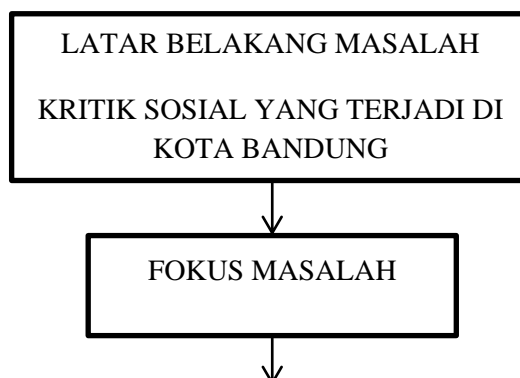 LATAR BELAKANG MASALAH
KRITIK SOSIAL YANG TERJADI DI
KOTA BANDUNG
FOKUS MASALAH